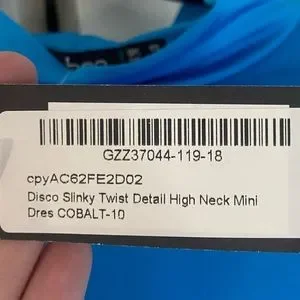 GZZ37044-119-18
cpyAC62FE2D02
Disco Slinky Twist Detail High Neck Mini
Dres COBALT-10